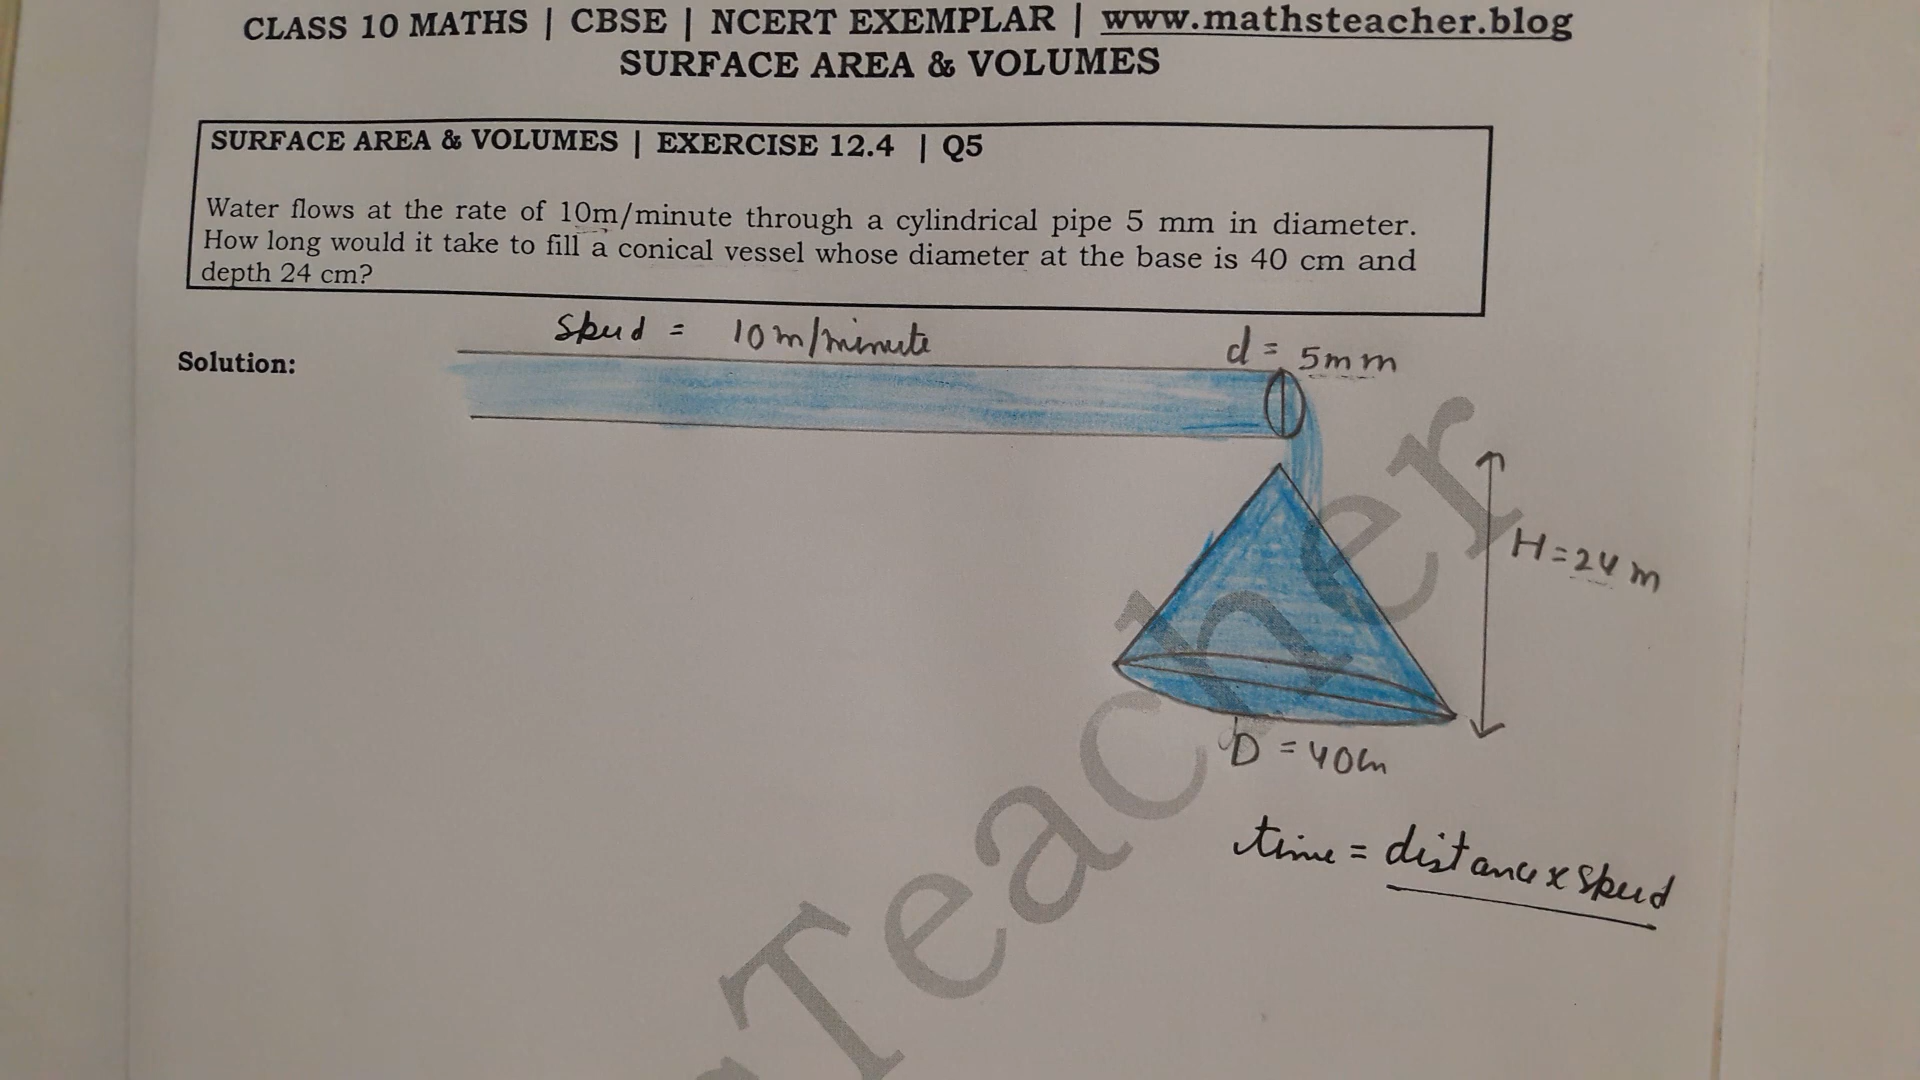 CLASS 10 MATHS | CBSE | NCERT EXEMPLAR | www.mathsteacher.blog
SURFACE AREA & VOLUMES
SURFACE AREA & VOLUMES | EXERCISE 12.4 | Q5
Water flows at the rate of 10m/minute through a cylindrical pipe 5 mm in diameter.
How long would it take to fill a conical vessel whose diameter at the base is 40 cm and
depth 24 cm?
Speed = 10m/minute
d = 5mm
Solution:
H=24 m
D = 40cm
time = distance x speed
Teacher